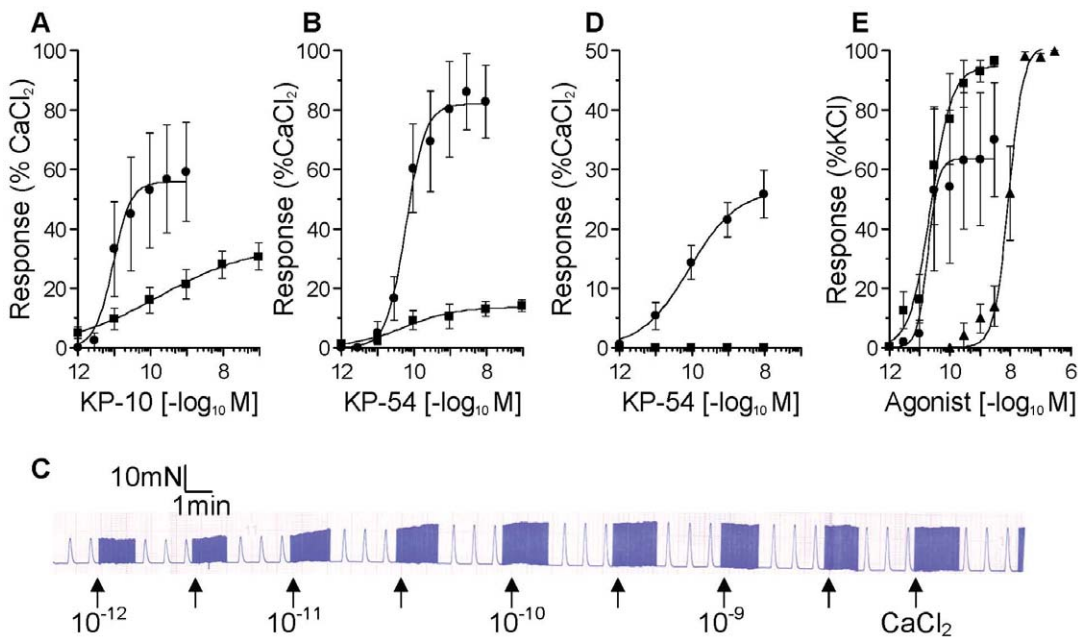 A
B
D
E
Response (% CaCl₂)
100
80
60
40
20
0
12
10
8
KP-10 [-log₁₀ M]
Response (%CaCl₂)
100
80
60
40
20
0
12
10
8
KP-54 [-log₁₀ M]
Response (%CaCl₂)
50
40
30
20
10
0
12
10
8
KP-54 [-log₁₀ M]
Response (%KCl)
100
80
60
40
20
0
12
10
8
6
Agonist [-log₁₀ M]
C
10mN
1min
10⁻¹²
10⁻¹¹
10⁻¹⁰
10⁻⁹
CaCl₂